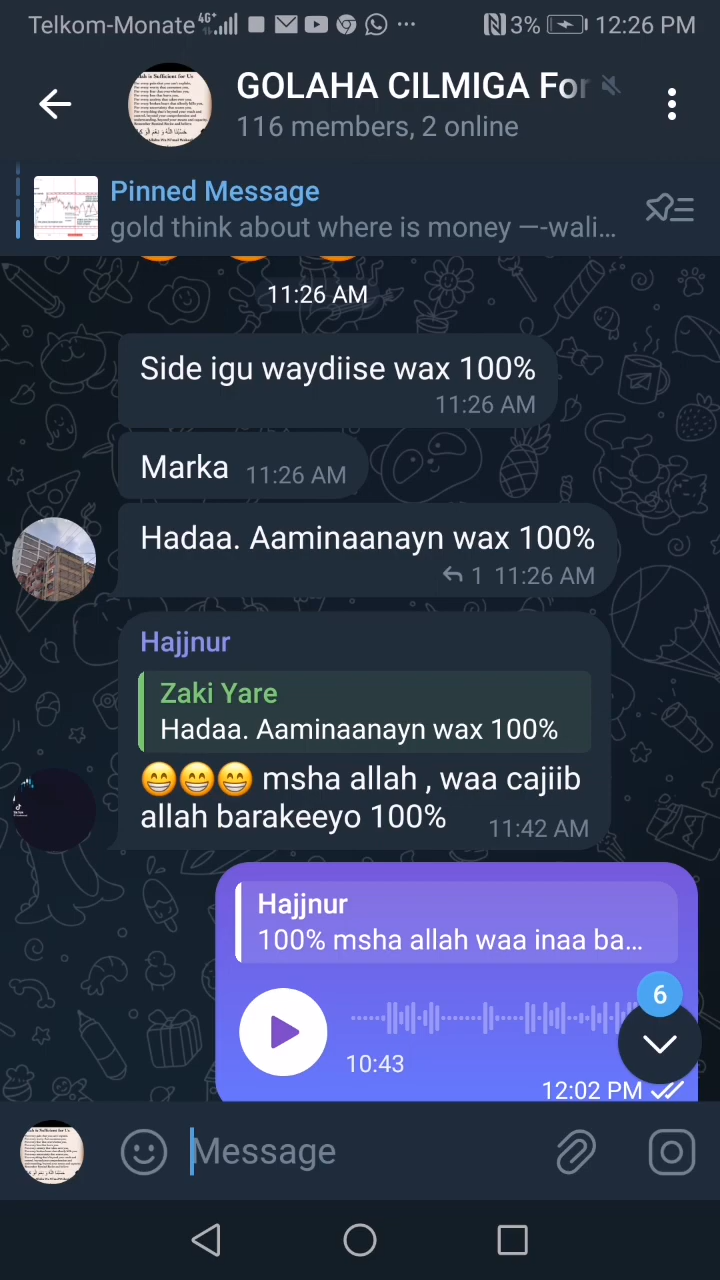 Telkom-Monate 4G+ 3% 12:26 PM
GOLAHA CILMIGA For
116 members, 2 online
Pinned Message
gold think about where is money —-wali...
11:26 AM
Side igu waydiise wax 100%
11:26 AM
Marka 11:26 AM
Hadaa. Aaminaanayn wax 100%
1 11:26 AM
Hajjnur
Zaki Yare
Hadaa. Aaminaanayn wax 100%
😁😁😁 msha allah , waa cajiib
allah barakeeyo 100% 11:42 AM
Hajjnur
100% msha allah waa inaa ba...
6
10:43
12:02 PM
Message